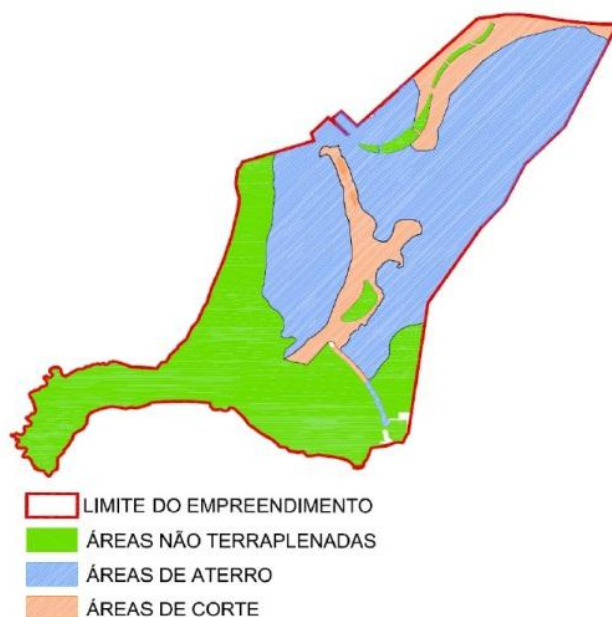 LIMITE DO EMPREENDIMENTO
ÁREAS NÃO TERRAPLENADAS
ÁREAS DE ATERRO
ÁREAS DE CORTE